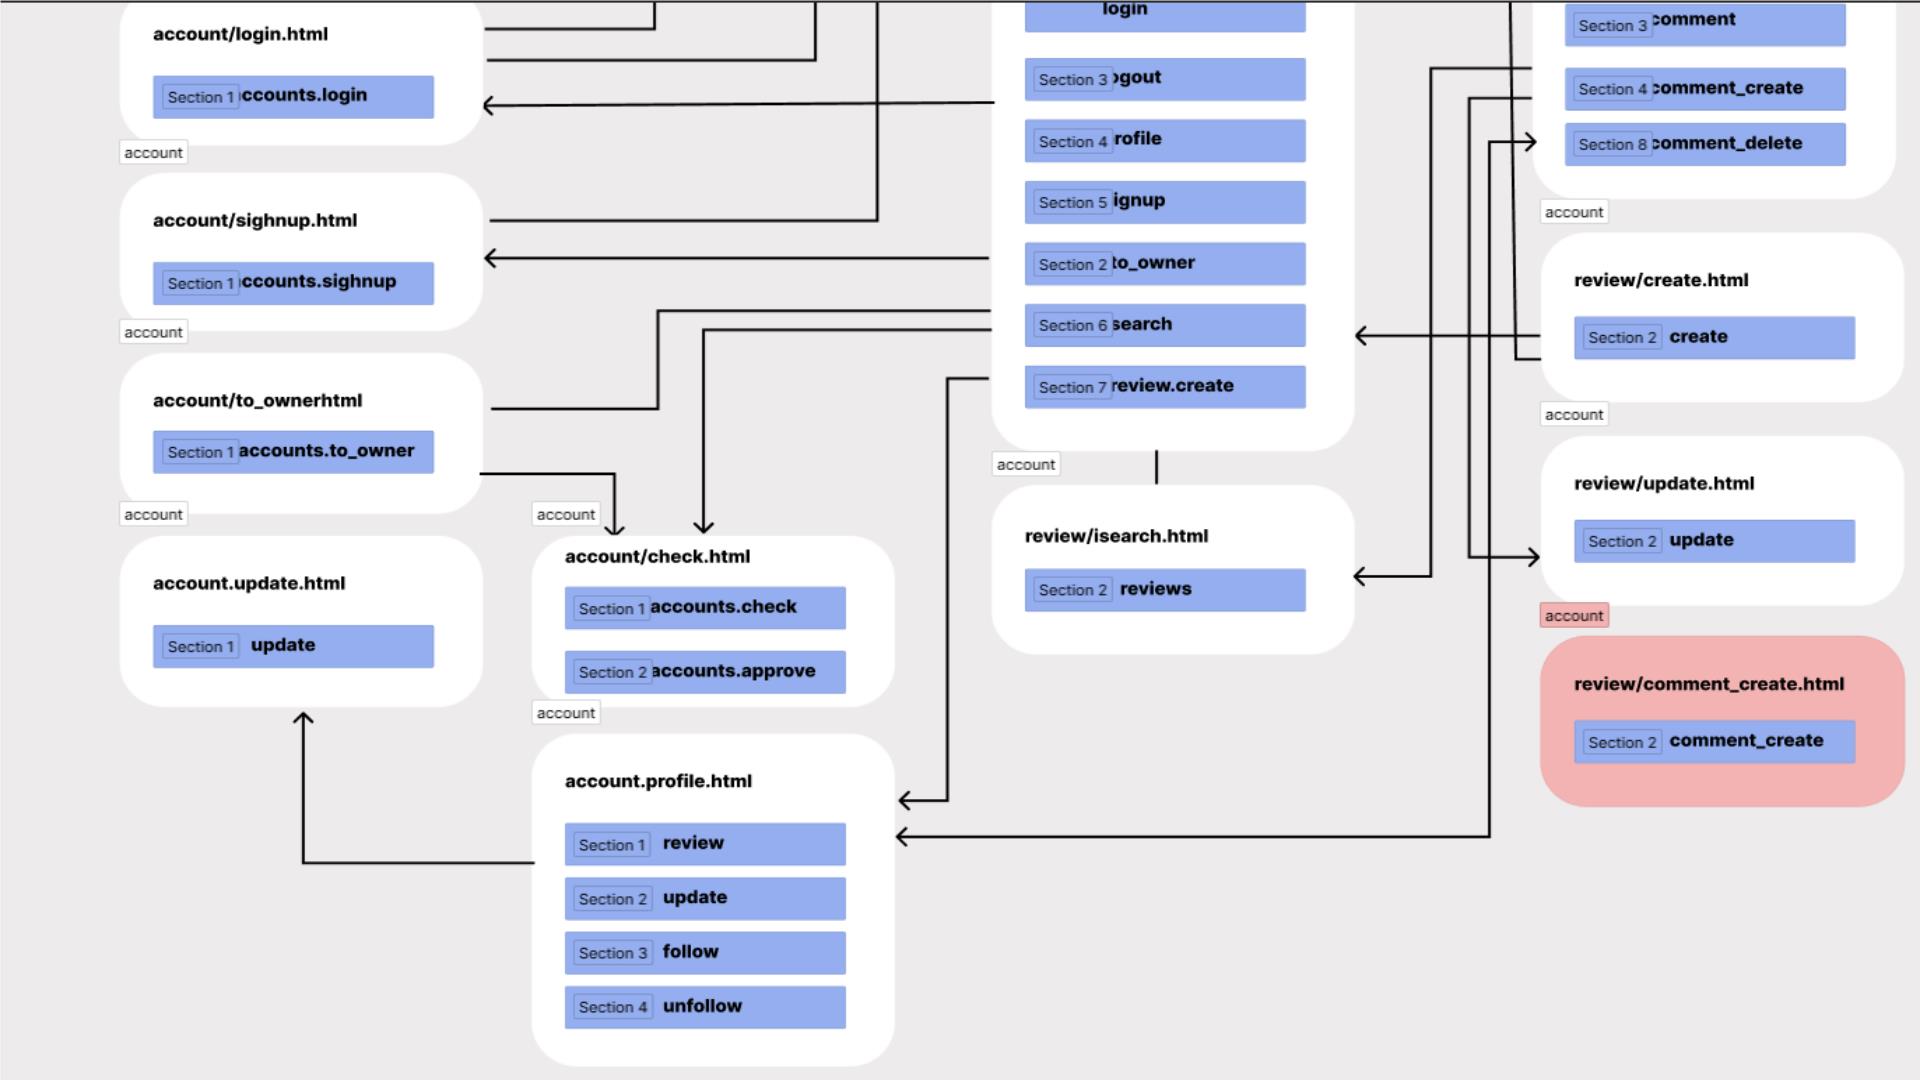 account/login.html
Section 1 ccounts.login
account
account/sighnup.html
Section 1 ccounts.sighnup
account
account/to_ownerhtml
Section 1 accounts.to_owner
account
account.update.html
Section 1 update
account
account/check.html
Section 1 accounts.check
Section 2 accounts.approve
account
account.profile.html
Section 1 review
Section 2 update
Section 3 follow
Section 4 unfollow
login
Section 3 ogout
Section 4 rofile
Section 5 ignup
Section 2 to_owner
Section 6 search
Section 7 review.create
account
review/isearch.html
Section 2 reviews
Section 3 comment
Section 4 comment_create
Section 8 comment_delete
account
review/create.html
Section 2 create
account
review/update.html
Section 2 update
account
review/comment_create.html
Section 2 comment_create